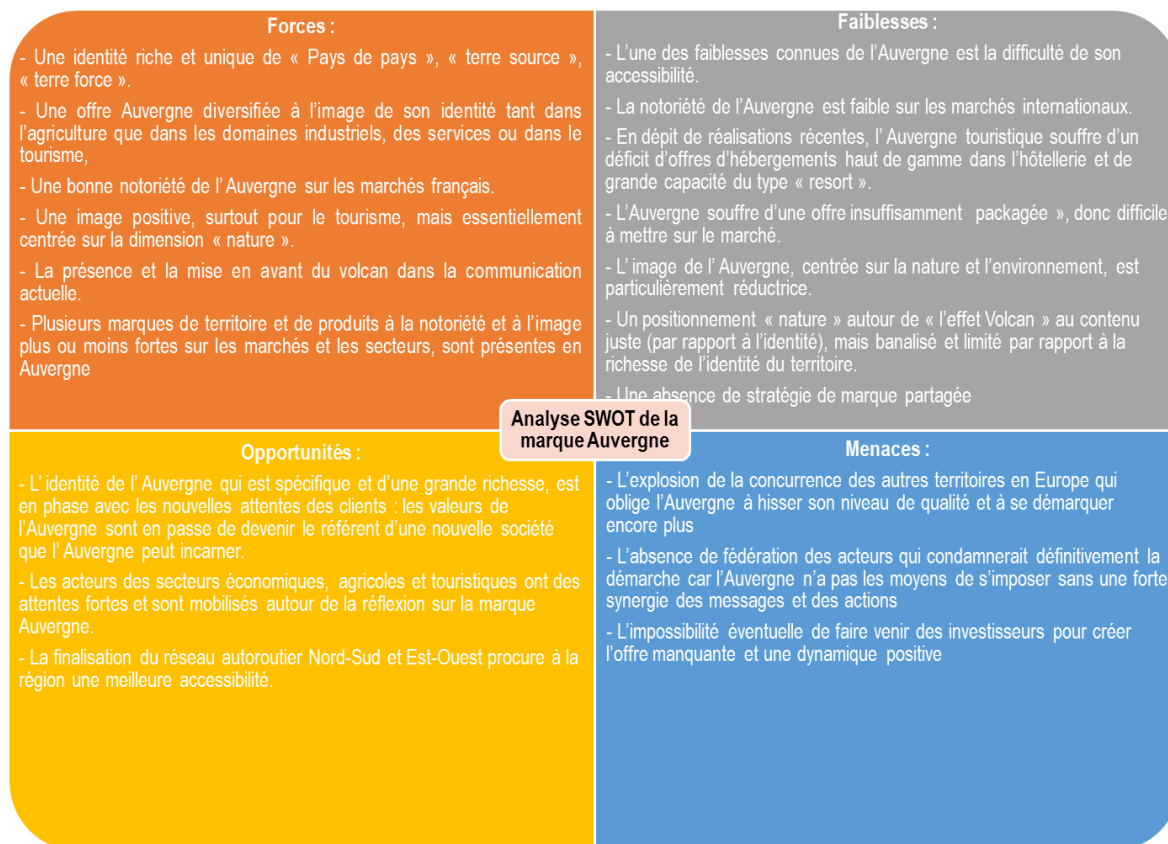 Forces :
- Une identité riche et unique de « Pays de pays », « terre source »,
« terre force ».
- Une offre Auvergne diversifiée à l'image de son identité tant dans
l'agriculture que dans les domaines industriels, des services ou dans le
tourisme,
- Une bonne notoriété de l'Auvergne sur les marchés français.
- Une image positive, surtout pour le tourisme, mais essentiellement
centrée sur la dimension « nature ».
- La présence et la mise en avant du volcan dans la communication
actuelle.
- Plusieurs marques de territoire et de produits à la notoriété et à l'image
plus ou moins fortes sur les marchés et les secteurs, sont présentes en
Auvergne
Faiblesses :
- L'une des faiblesses connues de l'Auvergne est la difficulté de son
accessibilité.
- La notoriété de l'Auvergne est faible sur les marchés internationaux.
- En dépit de réalisations récentes, l'Auvergne touristique souffre d'un
déficit d'offres d'hébergements haut de gamme dans l'hôtellerie et de
grande capacité du type « resort ».
- L'Auvergne souffre d'une offre insuffisamment packagée », donc difficile
à mettre sur le marché.
- L'image de l'Auvergne, centrée sur la nature et l'environnement, est
particulièrement réductrice.
- Un positionnement « nature » autour de « l'effet Volcan » au contenu
juste (par rapport à l'identité), mais banalisé et limité par rapport à la
richesse de l'identité du territoire.
- Une absence de stratégie de marque partagée
Analyse SWOT de la
marque Auvergne
Opportunités :
- L'identité de l'Auvergne qui est spécifique et d'une grande richesse, est
en phase avec les nouvelles attentes des clients : les valeurs de
l'Auvergne sont en passe de devenir le référent d'une nouvelle société
que l'Auvergne peut incarner.
- Les acteurs des secteurs économiques, agricoles et touristiques ont des
attentes fortes et sont mobilisés autour de la réflexion sur la marque
Auvergne.
- La finalisation du réseau autoroutier Nord-Sud et Est-Ouest procure à la
région une meilleure accessibilité.
Menaces :
- L'explosion de la concurrence des autres territoires en Europe qui
oblige l'Auvergne à hisser son niveau de qualité et à se démarquer
encore plus
- L'absence de fédération des acteurs qui condamnerait définitivement la
démarche car l'Auvergne n'a pas les moyens de s'imposer sans une forte
synergie des messages et des actions
- L'impossibilité éventuelle de faire venir des investisseurs pour créer
l'offre manquante et une dynamique positive